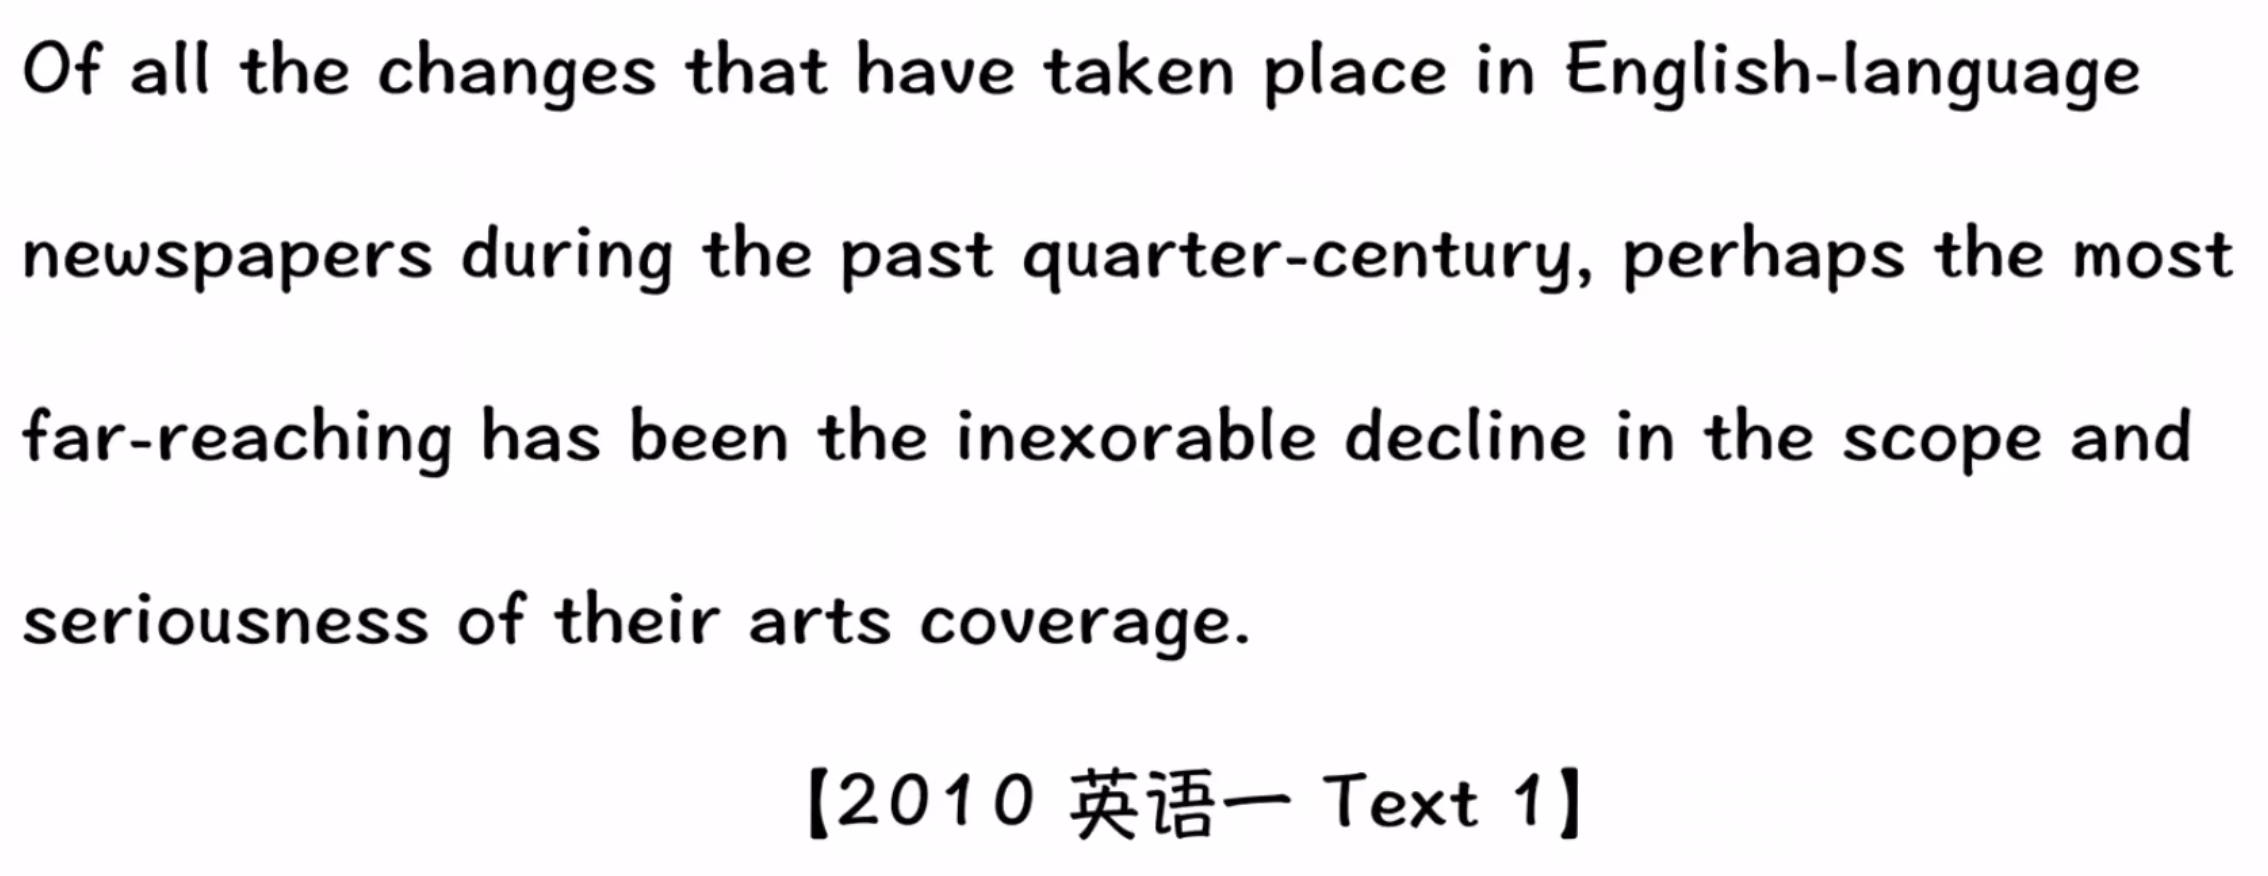 Of all the changes that have taken place in English-language
newspapers during the past quarter-century, perhaps the most
far-reaching has been the inexorable decline in the scope and
seriousness of their arts coverage.
【2010 英语一 Text 1】